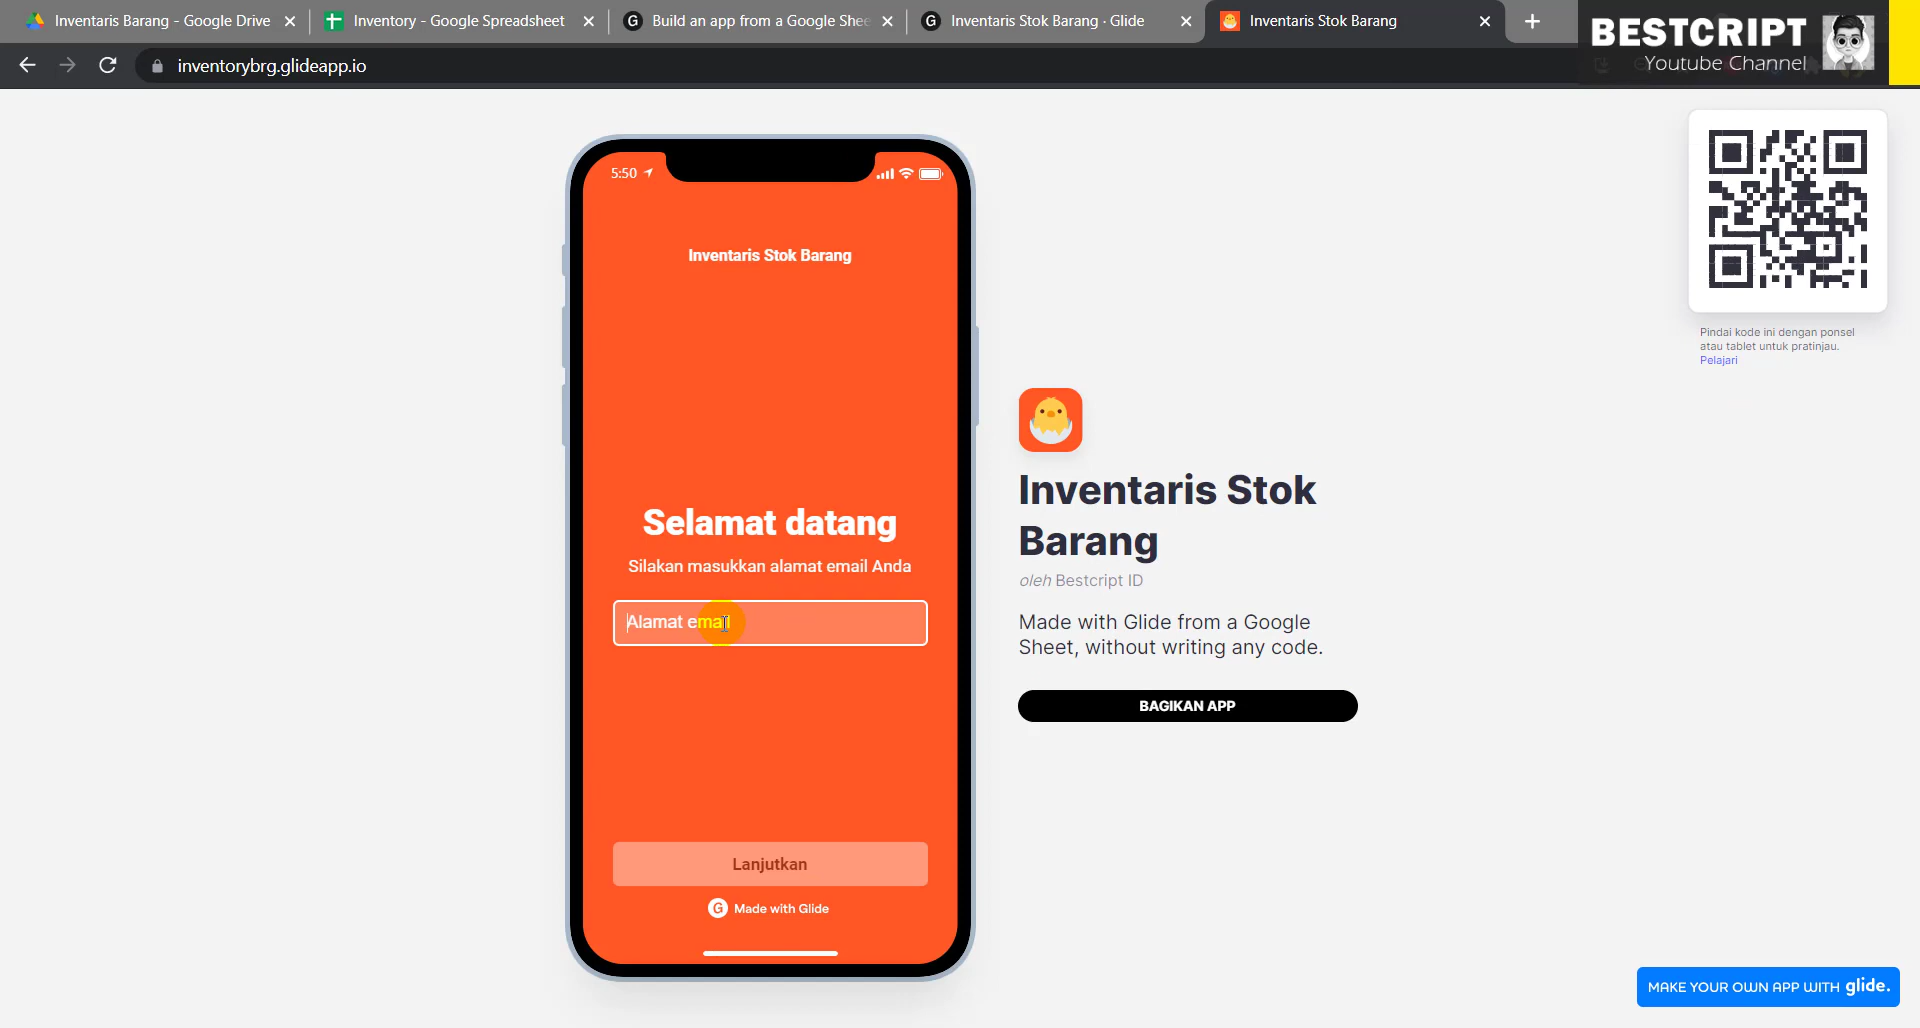 Inventaris Barang - Google Drive
Inventory - Google Spreadsheet
Build an app from a Google Shee
Inventaris Stok Barang · Glide
Inventaris Stok Barang
BESTCRIPT
Youtube Channel
inventorybrg.glideapp.io
5:50
Inventaris Stok Barang
Selamat datang
Silakan masukkan alamat email Anda
Alamat email
Lanjutkan
G Made with Glide
Pindai kode ini dengan ponsel
atau tablet untuk pratinjau.
Pelajari
Inventaris Stok
Barang
oleh Bestcript ID
Made with Glide from a Google
Sheet, without writing any code.
BAGIKAN APP
MAKE YOUR OWN APP WITH glide.